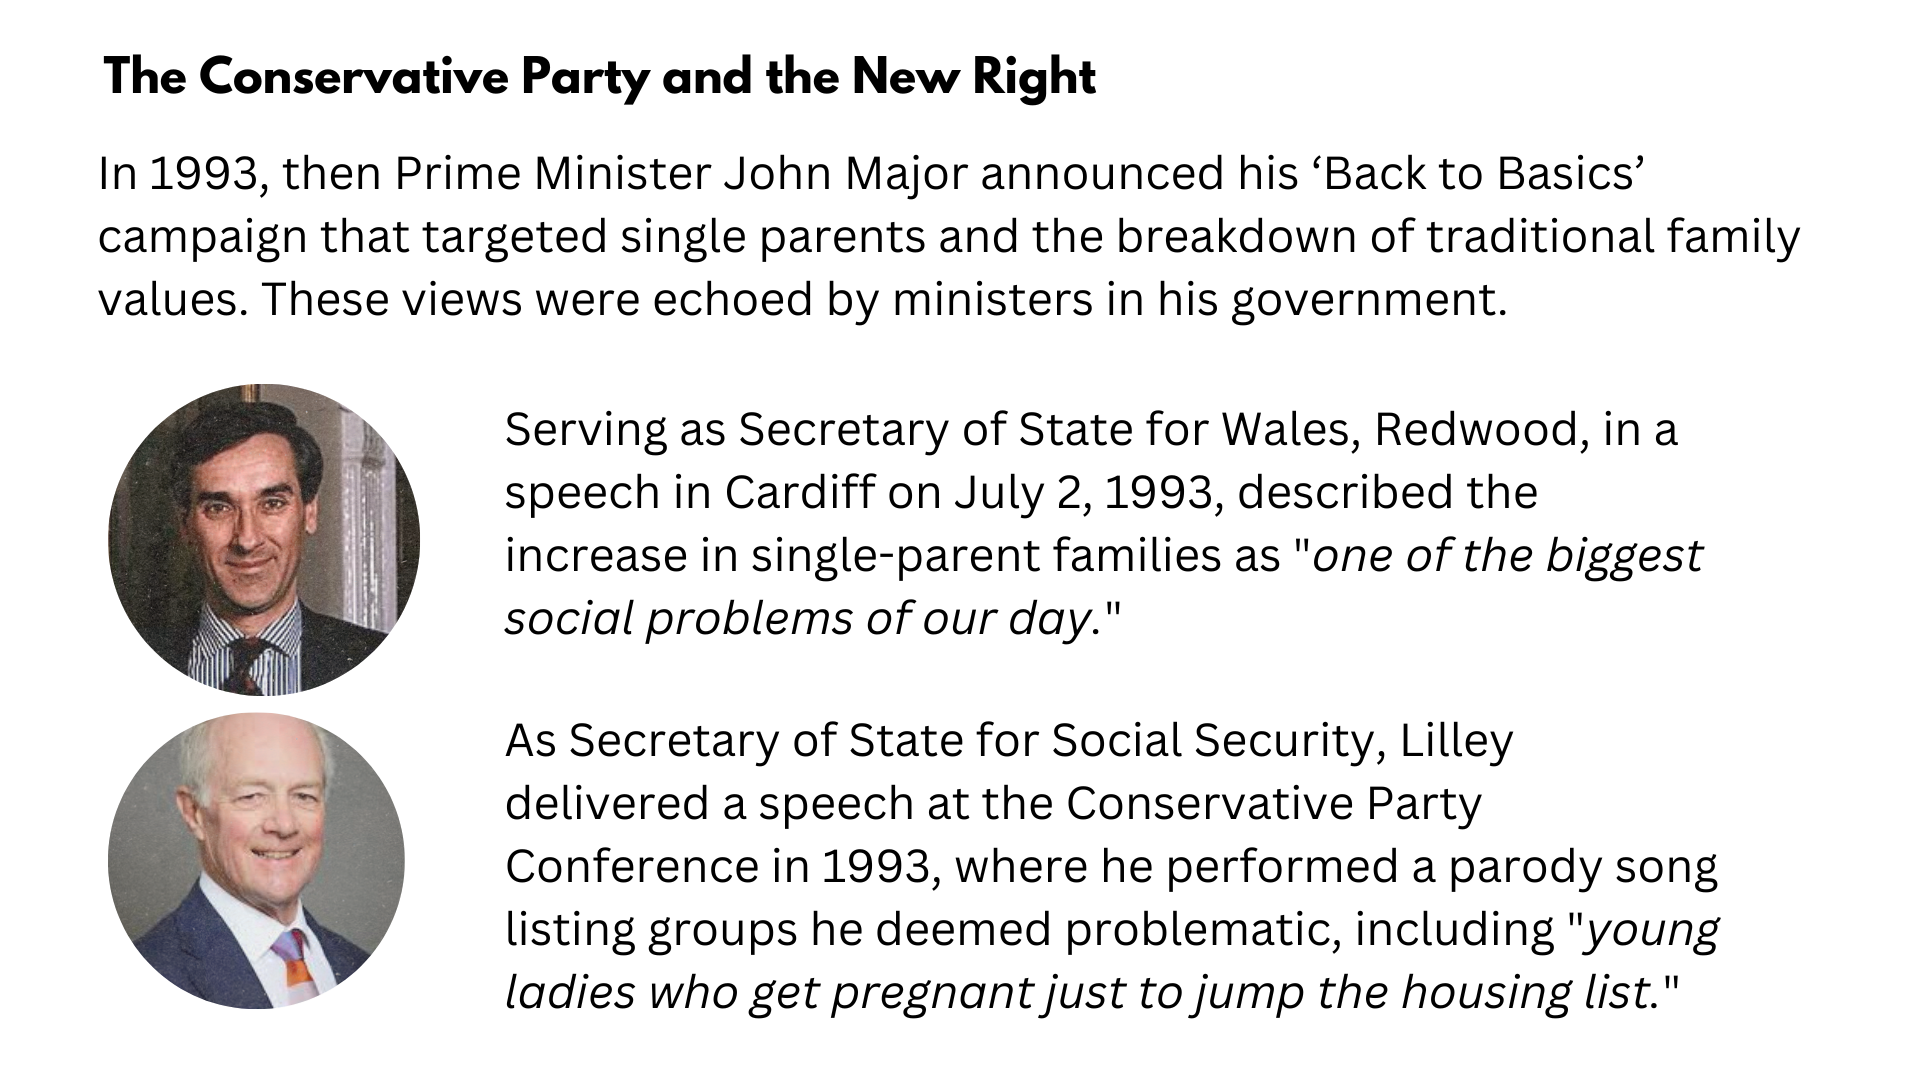 The Conservative Party and the New Right
In 1993, then Prime Minister John Major announced his ‘Back to Basics’
campaign that targeted single parents and the breakdown of traditional family
values. These views were echoed by ministers in his government.
Serving as Secretary of State for Wales, Redwood, in a
speech in Cardiff on July 2, 1993, described the
increase in single-parent families as "one of the biggest
social problems of our day."
As Secretary of State for Social Security, Lilley
delivered a speech at the Conservative Party
Conference in 1993, where he performed a parody song
listing groups he deemed problematic, including "young
ladies who get pregnant just to jump the housing list."